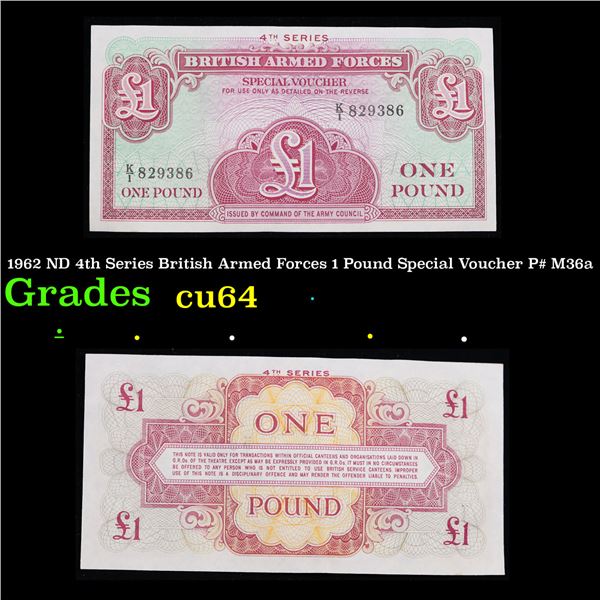 4TH SERIES
BRITISH ARMED FORCES
£1 SPECIAL VOUCHER £1
FOR USE ONLY AS DETAILED ON THE REVERSE
K/1 829386
K/1 829386
£1
ONE POUND
ONE
POUND
ISSUED BY COMMAND OF THE ARMY COUNCIL
1962 ND 4th Series British Armed Forces 1 Pound Special Voucher P# M36a
Grades cu64
4TH SERIES
£1 ONE £1
THIS NOTE IS VALID ONLY FOR TRANSACTIONS WITHIN OFFICIAL CANTEENS AND ORGANISATIONS LAID DOWN IN
G.R.Os. OF THE THEATRE, EXCEPT AS MAY BE EXPRESSLY PROVIDED IN G.R.Os. IT MUST IN NO CIRCUMSTANCES
BE OFFERED TO ANY PERSON WHO IS NOT ENTITLED TO USE BRITISH SERVICE CANTEENS. IMPROPER
USE OF THIS NOTE IS A DISCIPLINARY OFFENCE AND MAY RENDER THE OFFENDER LIABLE TO PENALTIES.
£1 POUND £1